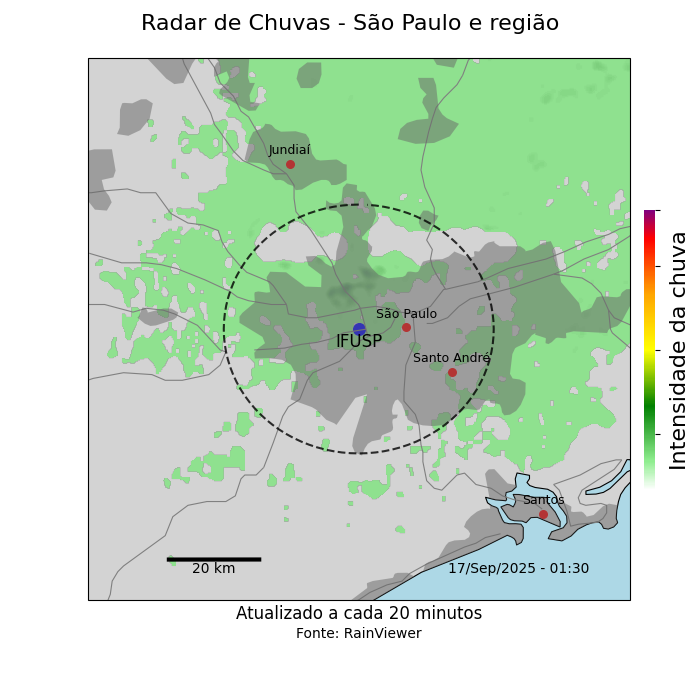 Radar de Chuvas - São Paulo e região
Jundiaí
São Paulo
IFUSP
Santo André
Santos
20 km
17/Sep/2025 - 01:30
Intensidade da chuva
Atualizado a cada 20 minutos
Fonte: RainViewer